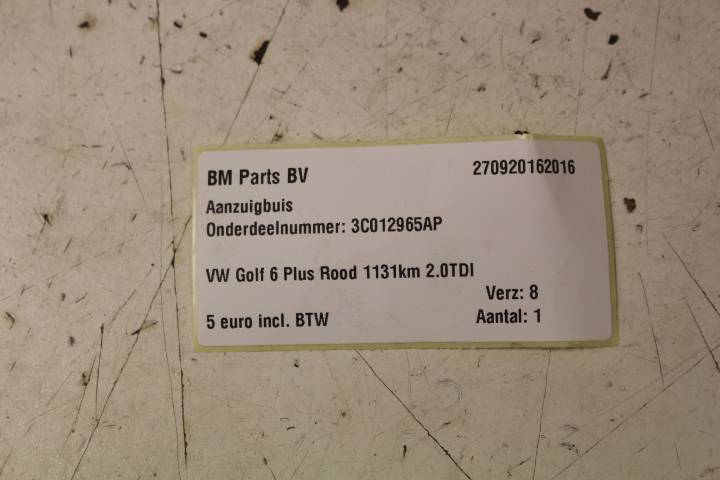 BM Parts BV 270920162016
Aanzuigbuis
Onderdeelnummer: 3C012965AP
VW Golf 6 Plus Rood 1131km 2.0TDI
Verz: 8
5 euro incl. BTW Aantal: 1